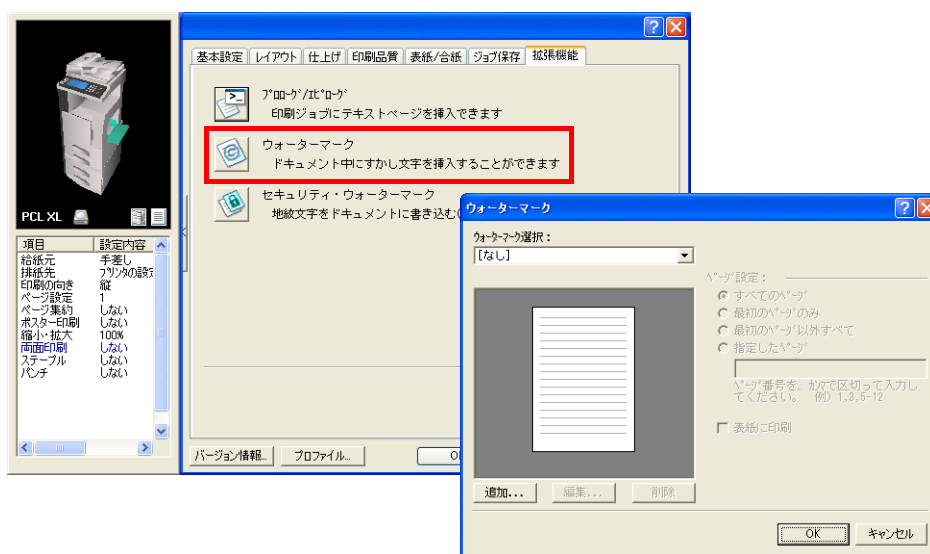 基本設定 レイアウト 仕上げ 印刷品質 表紙/合紙 ジョブ保存 拡張機能
ﾌﾟﾛﾛｰｸﾞ/ｴﾋﾟﾛｰｸﾞ
印刷ジョブにテキストページを挿入できます
ウォーターマーク
ドキュメント中にすかし文字を挿入することができます
セキュリティ・ウォーターマーク
地紋文字をドキュメントに書き込む
PCL XL
項目 設定内容
給紙元 手差し
排紙先 ﾌﾟﾘﾝﾀの設定
印刷の向き 縦
ページ設定 1
ページ集約 しない
ポスター印刷 しない
縮小・拡大 100%
両面印刷 しない
ステープル しない
パンチ しない
バージョン情報... プロファイル...
ウォーターマーク
ｳｫｰﾀｰﾏｰｸ選択：
[なし]
追加... 編集... 削除
ﾍﾟｰｼﾞ設定：
すべてのﾍﾟｰｼﾞ
最初のﾍﾟｰｼﾞのみ
最初のﾍﾟｰｼﾞ以外すべて
指定したﾍﾟｰｼﾞ
ﾍﾟｰｼﾞ番号を、ｶﾝﾏで区切って入力し
てください。 例) 1,3,5-12
表紙に印刷
OK キャンセル